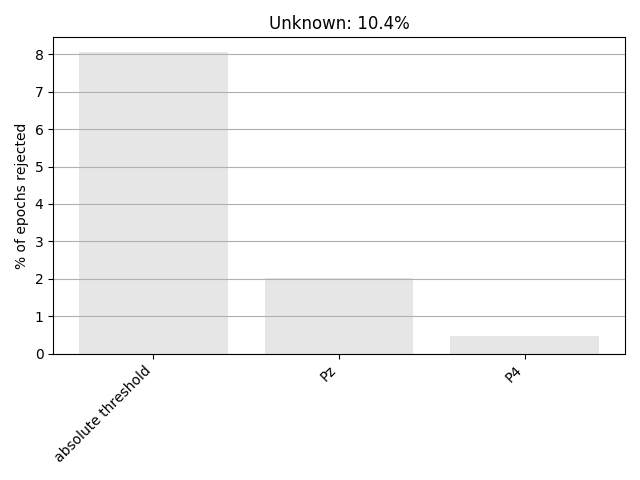 Unknown: 10.4%
% of epochs rejected
8
7
6
5
4
3
2
1
0
absolute threshold
Pz
P4